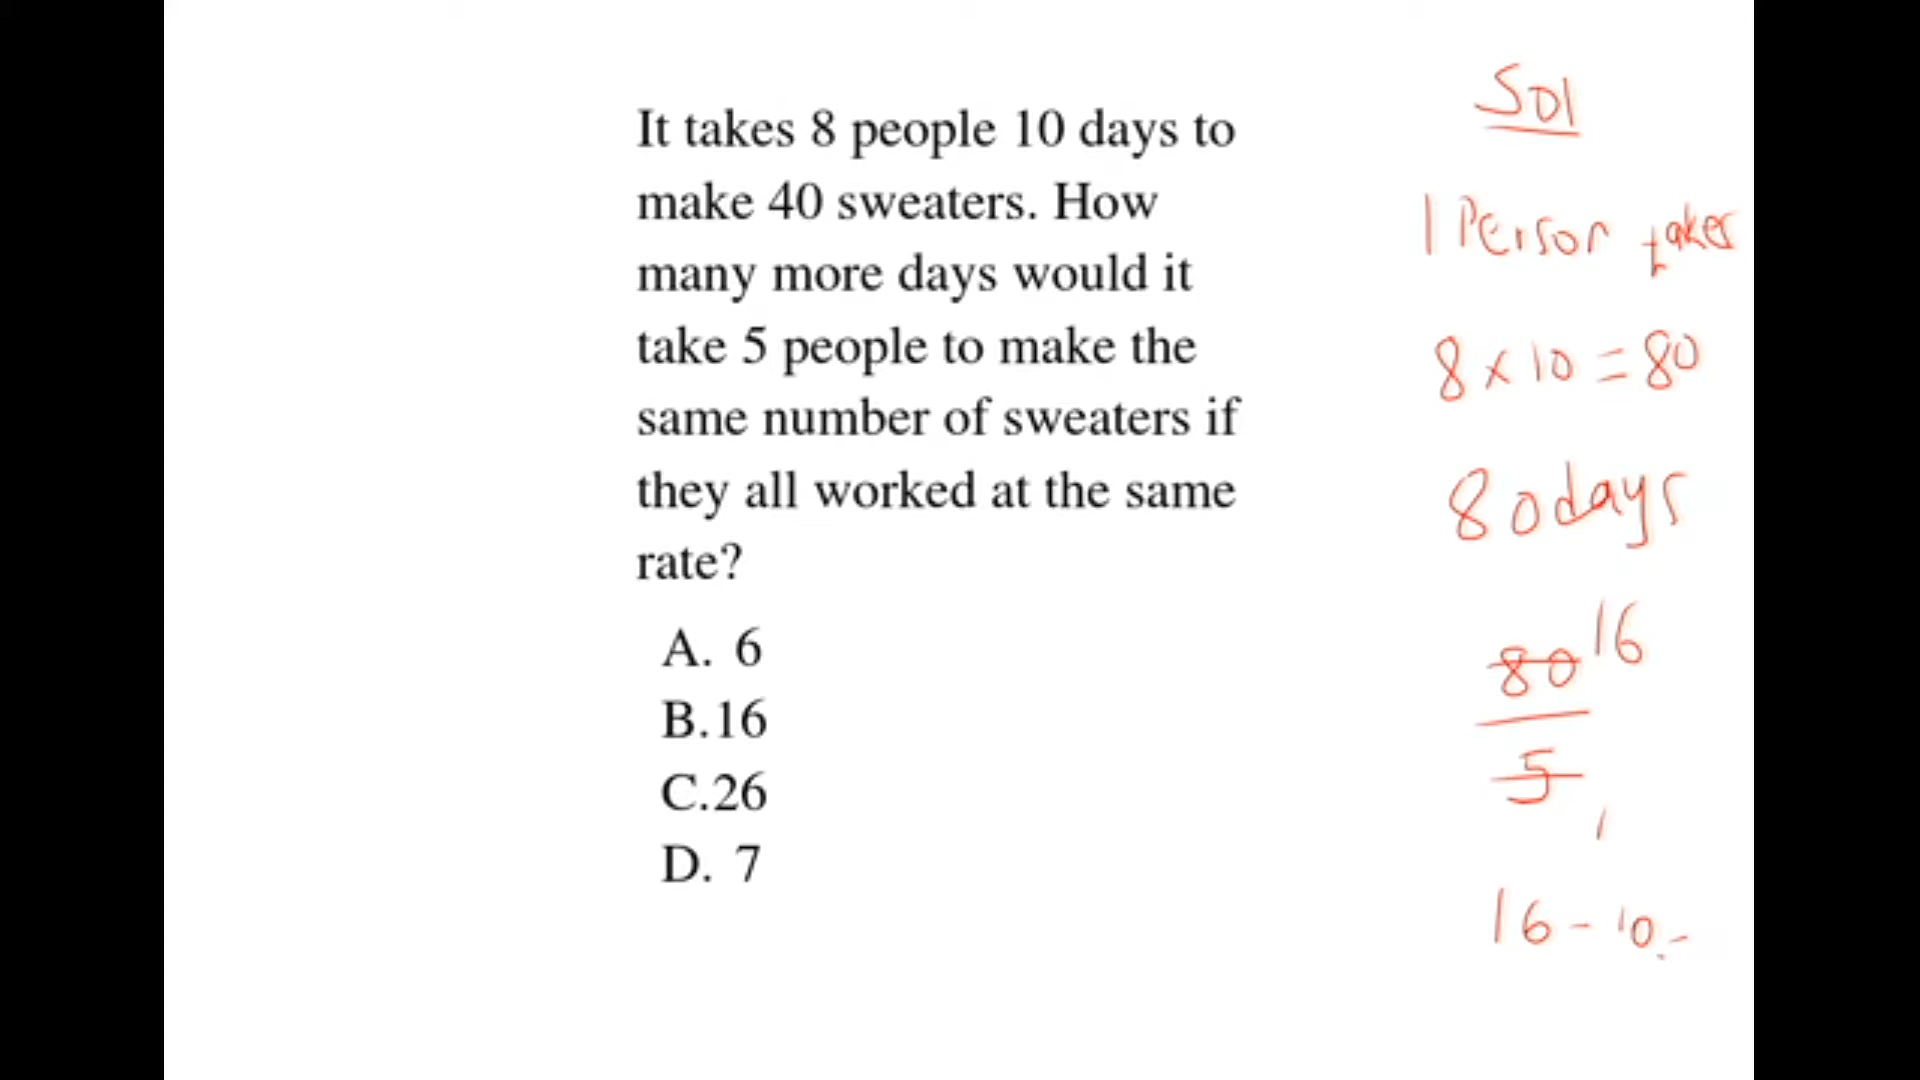 It takes 8 people 10 days to
make 40 sweaters. How
many more days would it
take 5 people to make the
same number of sweaters if
they all worked at the same
rate?
A. 6
B.16
C.26
D. 7
Sol
1 Person takes
8 x 10 = 80
80days
80 16
5 1
16 - 10 =